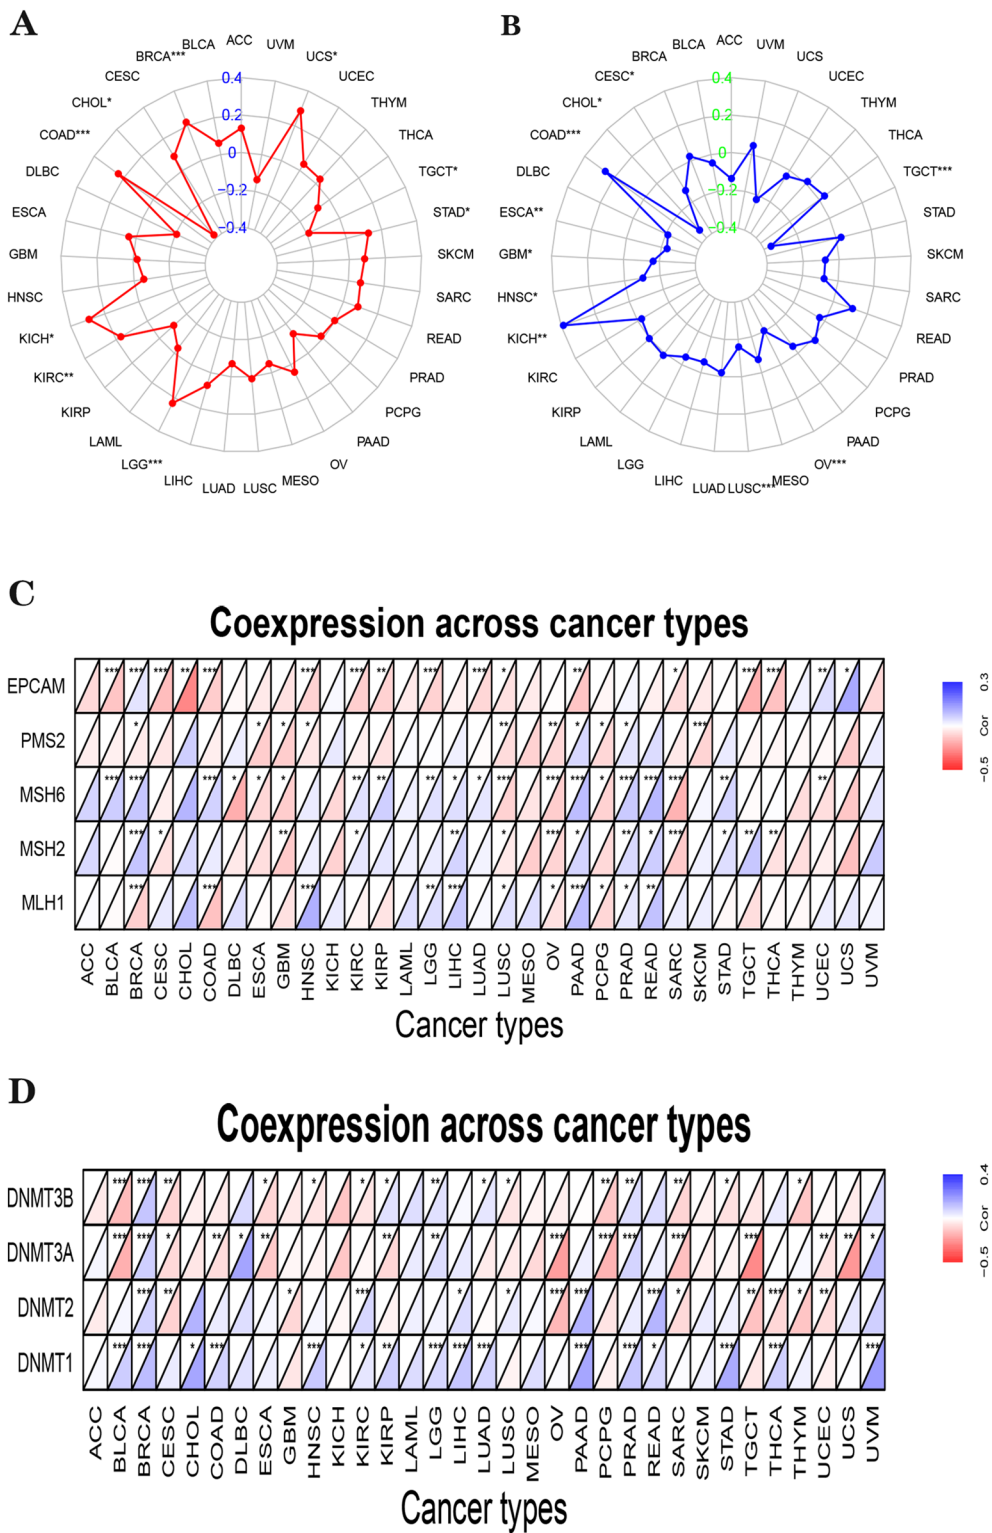 A
ACC
UVM
UCS*
UCEC
THYM
THCA
TGCT*
STAD*
SKCM
SARC
READ
PRAD
PCPG
PAAD
OV
MESO
LUSC
LUAD
LIHC
LGG***
LAML
KIRP
KIRC**
KICH*
HNSC
GBM
ESCA
DLBC
COAD***
CHOL*
CESC
BRCA***
BLCA
0.4
0.2
0
−0.2
−0.4
B
ACC
UVM
UCS
UCEC
THYM
THCA
TGCT***
STAD
SKCM
SARC
READ
PRAD
PCPG
PAAD
OV***
MESO
LUSC***
LUAD
LIHC
LGG
LAML
KIRP
KIRC
KICH**
HNSC*
GBM*
ESCA**
DLBC
COAD***
CHOL*
CESC*
BRCA
BLCA
0.4
0.2
0
−0.2
−0.4
C
Coexpression across cancer types
EPCAM *** *** *** ** *** *** *** ** *** *** * ** * *** *** ** *
PMS2 * * * * ** ** * * * ***
MSH6 *** *** *** * * * ** ** ** * * *** *** *** * *** *** *** ** **
MSH2 *** * ** * ** * *** * ** * *** * ** **
MLH1 *** *** *** ** *** * * *** * * **
ACC BLCA BRCA CESC CHOL COAD DLBC ESCA GBM HNSC KICH KIRC KIRP LAML LGG LIHC LUAD LUSC MESO OV PAAD PCPG PRAD READ SARC SKCM STAD TGCT THCA THYM UCEC UCS UVM
Cancer types
0.3
Cor
−0.5
D
Coexpression across cancer types
DNMT3B *** *** ** * * * * ** * * ** ** ** * *
DNMT3A *** *** * ** * ** ** ** *** *** *** *** *** ** ** *
DNMT2 *** ** * *** * * *** *** *** * ** *** * **
DNMT1 *** *** * *** *** * ** *** *** *** *** *** * *** *** ***
ACC BLCA BRCA CESC CHOL COAD DLBC ESCA GBM HNSC KICH KIRC KIRP LAML LGG LIHC LUAD LUSC MESO OV PAAD PCPG PRAD READ SARC SKCM STAD TGCT THCA THYM UCEC UCS UVM
Cancer types
0.4
Cor
−0.5